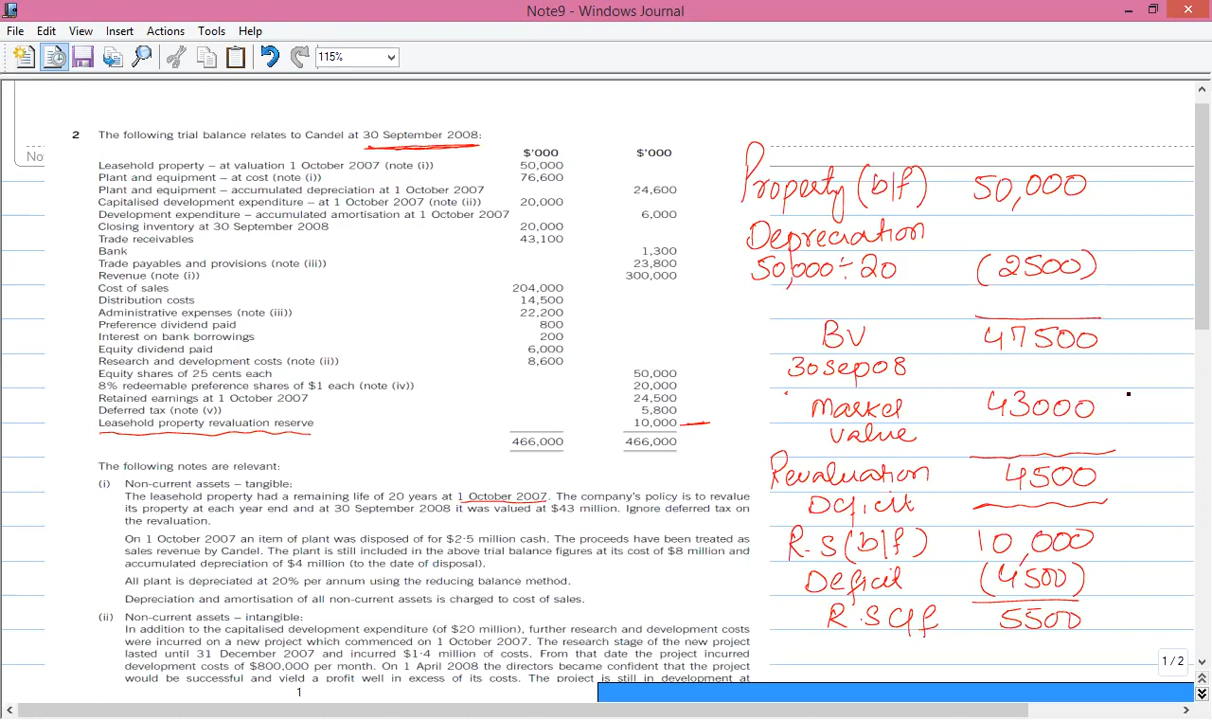 Note9 - Windows Journal
File Edit View Insert Actions Tools Help
115%
2 The following trial balance relates to Candel at 30 September 2008:
$'000 $'000
Leasehold property – at valuation 1 October 2007 (note (i)) 50,000
Plant and equipment – at cost (note (i)) 76,600
Plant and equipment – accumulated depreciation at 1 October 2007 24,600
Capitalised development expenditure – at 1 October 2007 (note (ii)) 20,000
Development expenditure – accumulated amortisation at 1 October 2007 6,000
Closing inventory at 30 September 2008 20,000
Trade receivables 43,100
Bank 1,300
Trade payables and provisions (note (iii)) 23,800
Revenue (note (i)) 300,000
Cost of sales 204,000
Distribution costs 14,500
Administrative expenses (note (iii)) 22,200
Preference dividend paid 800
Interest on bank borrowings 200
Equity dividend paid 6,000
Research and development costs (note (ii)) 8,600
Equity shares of 25 cents each 50,000
8% redeemable preference shares of $1 each (note (iv)) 20,000
Retained earnings at 1 October 2007 24,500
Deferred tax (note (v)) 5,800
Leasehold property revaluation reserve 10,000
466,000 466,000
The following notes are relevant:
(i) Non-current assets – tangible:
The leasehold property had a remaining life of 20 years at 1 October 2007. The company's policy is to revalue
its property at each year end and at 30 September 2008 it was valued at $43 million. Ignore deferred tax on
the revaluation.
On 1 October 2007 an item of plant was disposed of for $2·5 million cash. The proceeds have been treated as
sales revenue by Candel. The plant is still included in the above trial balance figures at its cost of $8 million and
accumulated depreciation of $4 million (to the date of disposal).
All plant is depreciated at 20% per annum using the reducing balance method.
Depreciation and amortisation of all non-current assets is charged to cost of sales.
(ii) Non-current assets – intangible:
In addition to the capitalised development expenditure (of $20 million), further research and development costs
were incurred on a new project which commenced on 1 October 2007. The research stage of the new project
lasted until 31 December 2007 and incurred $1·4 million of costs. From that date the project incurred
development costs of $800,000 per month. On 1 April 2008 the directors became confident that the project
would be successful and yield a profit well in excess of its costs. The project is still in development at
1
Property (b/f) 50,000
Depreciation
50,000 ÷ 20 (2500)
BV 47500
30sep08
Market 43000
value
Revaluation 4500
Deficit
R.S (b/f) 10,000
Deficit (4500)
R.S c/f 5500
1 / 2